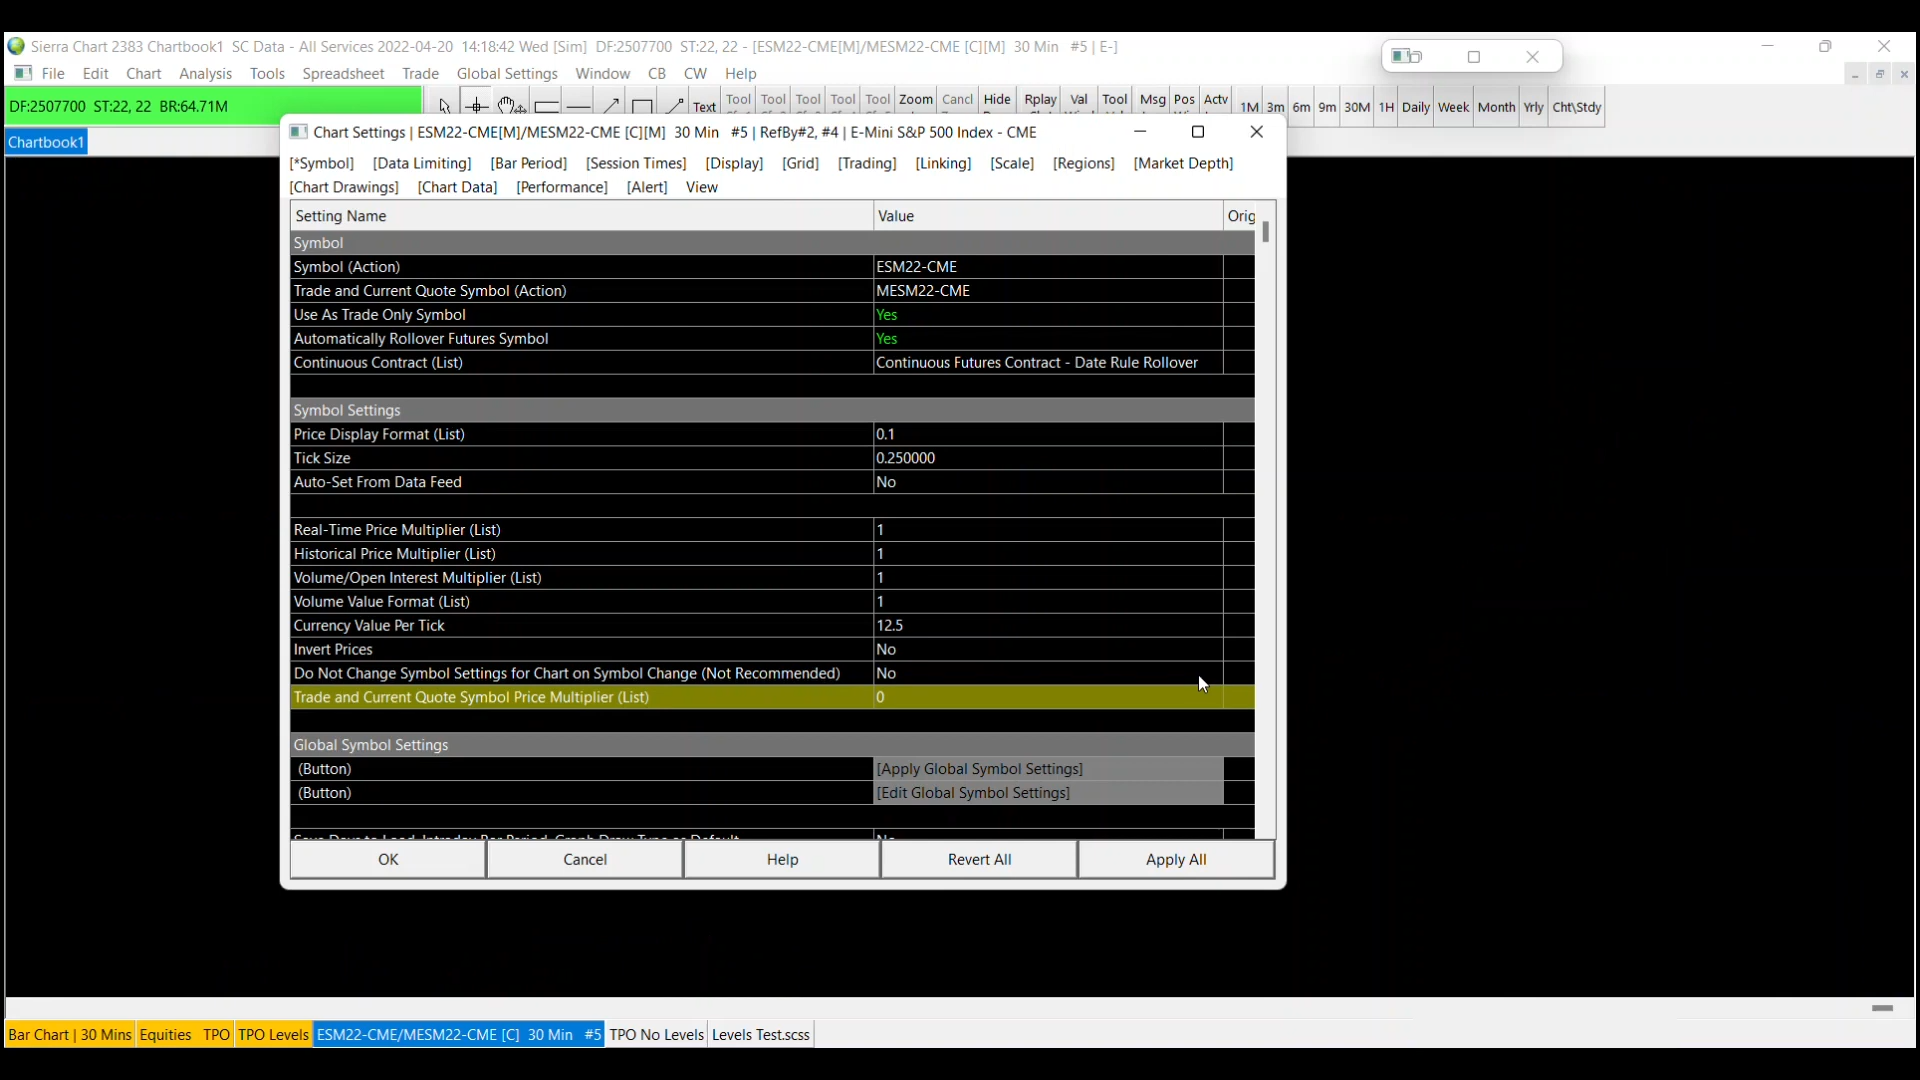 Sierra Chart 2383 Chartbook1 SC Data - All Services 2022-04-20 14:18:42 Wed [Sim] DF:2507700 ST:22, 22 - [ESM22-CME[M]/MESM22-CME [C][M] 30 Min #5 | E-]
File Edit Chart Analysis Tools Spreadsheet Trade Global Settings Window CB CW Help
DF:2507700 ST:22, 22 BR:64.71M
Text Tool Tool Tool Tool Tool Zoom Cancl Hide Rplay Val Tool Msg Pos Actv 1M 3m 6m 9m 30M 1H Daily Week Month Yrly Cht\Stdy
Chartbook1
Chart Settings | ESM22-CME[M]/MESM22-CME [C][M] 30 Min #5 | RefBy#2, #4 | E-Mini S&P 500 Index - CME
[*Symbol] [Data Limiting] [Bar Period] [Session Times] [Display] [Grid] [Trading] [Linking] [Scale] [Regions] [Market Depth]
[Chart Drawings] [Chart Data] [Performance] [Alert] View
Setting Name Value Orig
Symbol
Symbol (Action) ESM22-CME
Trade and Current Quote Symbol (Action) MESM22-CME
Use As Trade Only Symbol Yes
Automatically Rollover Futures Symbol Yes
Continuous Contract (List) Continuous Futures Contract - Date Rule Rollover
Symbol Settings
Price Display Format (List) 0.1
Tick Size 0.250000
Auto-Set From Data Feed No
Real-Time Price Multiplier (List) 1
Historical Price Multiplier (List) 1
Volume/Open Interest Multiplier (List) 1
Volume Value Format (List) 1
Currency Value Per Tick 12.5
Invert Prices No
Do Not Change Symbol Settings for Chart on Symbol Change (Not Recommended) No
Trade and Current Quote Symbol Price Multiplier (List) 0
Global Symbol Settings
(Button) [Apply Global Symbol Settings]
(Button) [Edit Global Symbol Settings]
OK Cancel Help Revert All Apply All
Bar Chart | 30 Mins Equities TPO TPO Levels ESM22-CME/MESM22-CME [C] 30 Min #5 TPO No Levels Levels Test.scss